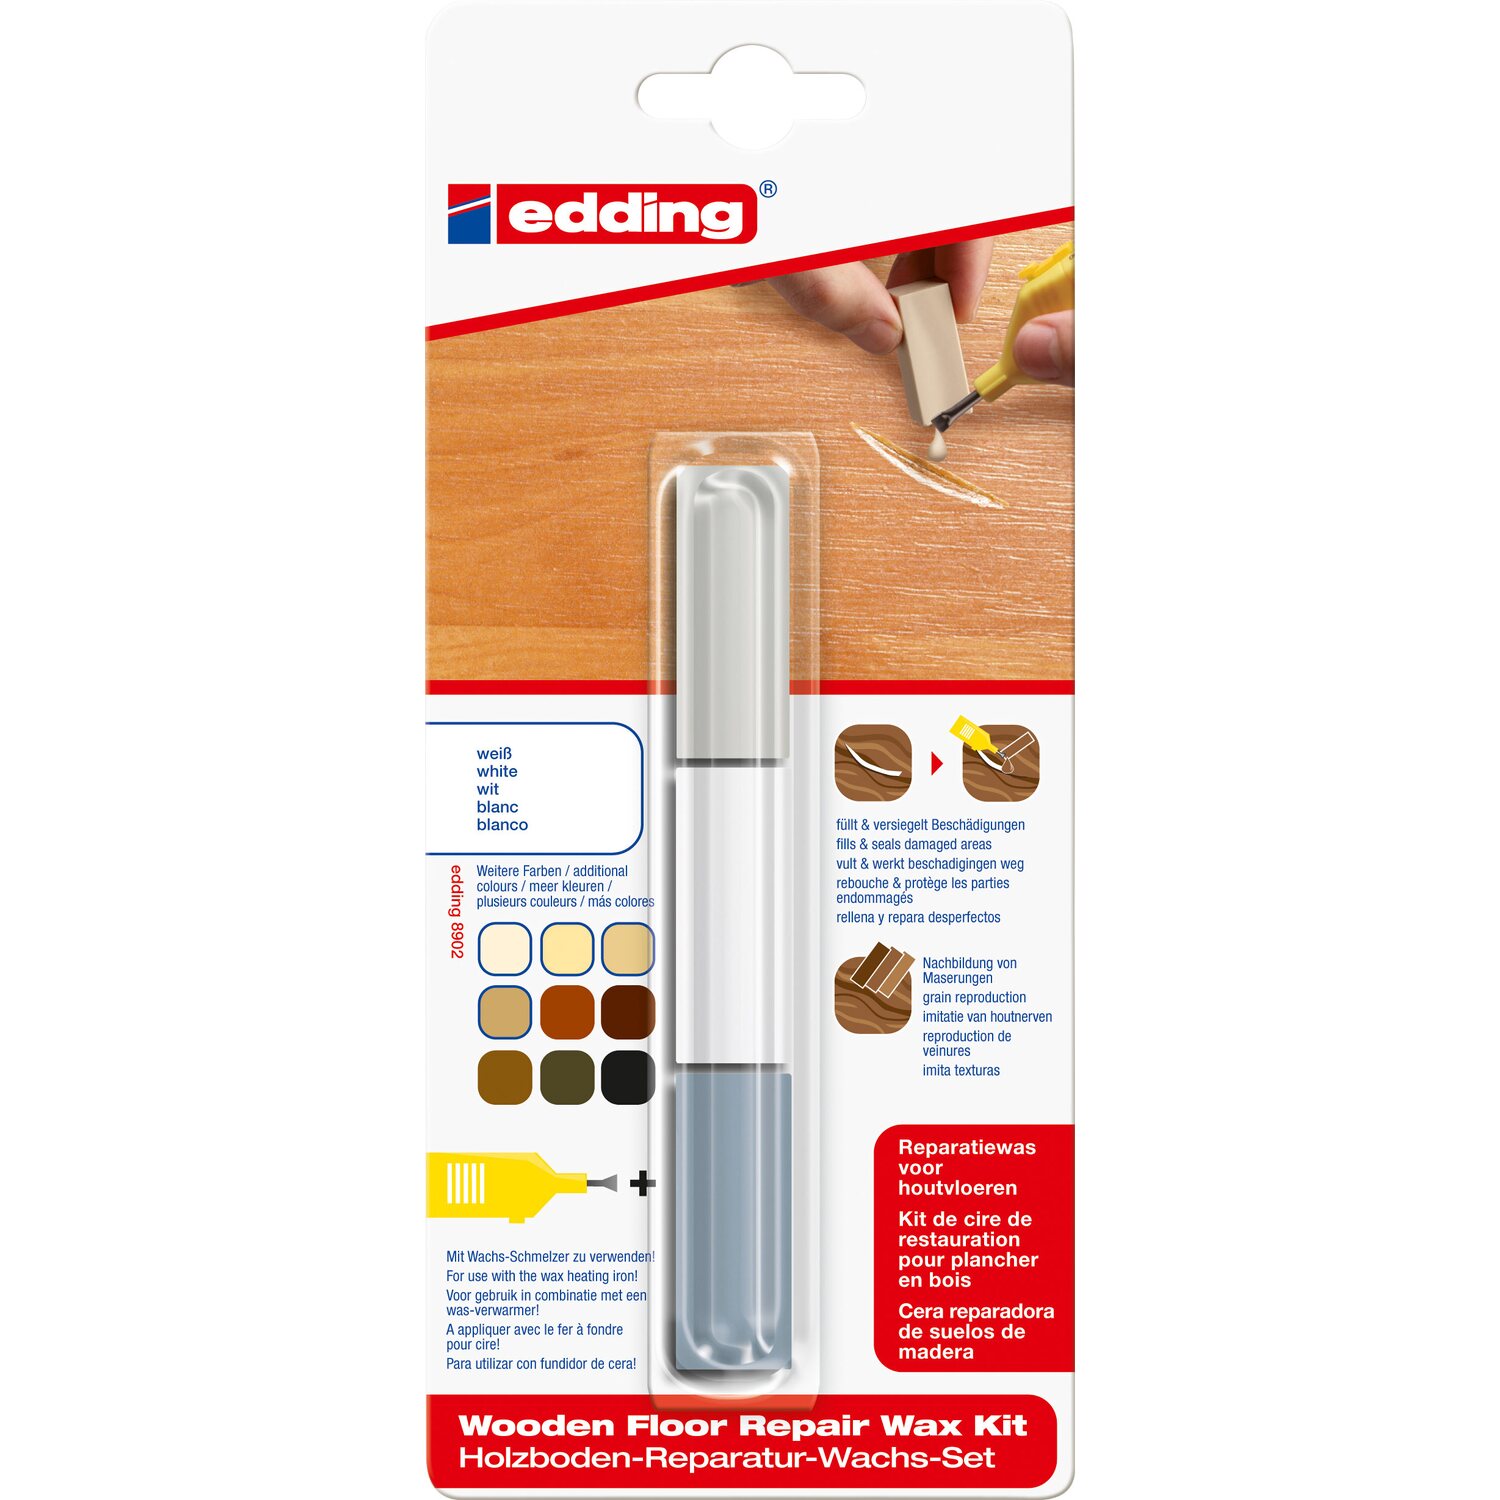 edding®
weiß
white
wit
blanc
blanco
edding 8902
Weitere Farben / additional
colours / meer kleuren /
plusieurs couleurs / más colores
füllt & versiegelt Beschädigungen
fills & seals damaged areas
vult & werkt beschadigingen weg
rebouche & protège les parties
endommagés
rellena y repara desperfectos
Nachbildung von
Maserungen
grain reproduction
imitatie van houtnerven
reproduction de
veinures
imita texturas
+
Mit Wachs-Schmelzer zu verwenden!
For use with the wax heating iron!
Voor gebruik in combinatie met een
was-verwarmer!
A appliquer avec le fer à fondre
pour cire!
Para utilizar con fundidor de cera!
Reparatiewas
voor
houtvloeren
Kit de cire de
restauration
pour plancher
en bois
Cera reparadora
de suelos de
madera
Wooden Floor Repair Wax Kit
Holzboden-Reparatur-Wachs-Set